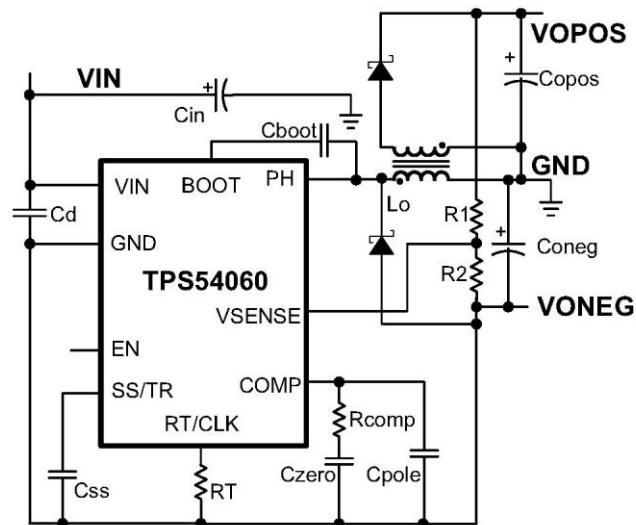 VOPOS
VIN
+
Copos
+
Cin
Cboot
GND
VIN
BOOT
PH
Lo
R1
Cd
GND
+
Coneg
TPS54060
R2
VSENSE
VONEG
EN
SS/TR
COMP
RT/CLK
Rcomp
Css
RT
Czero
Cpole